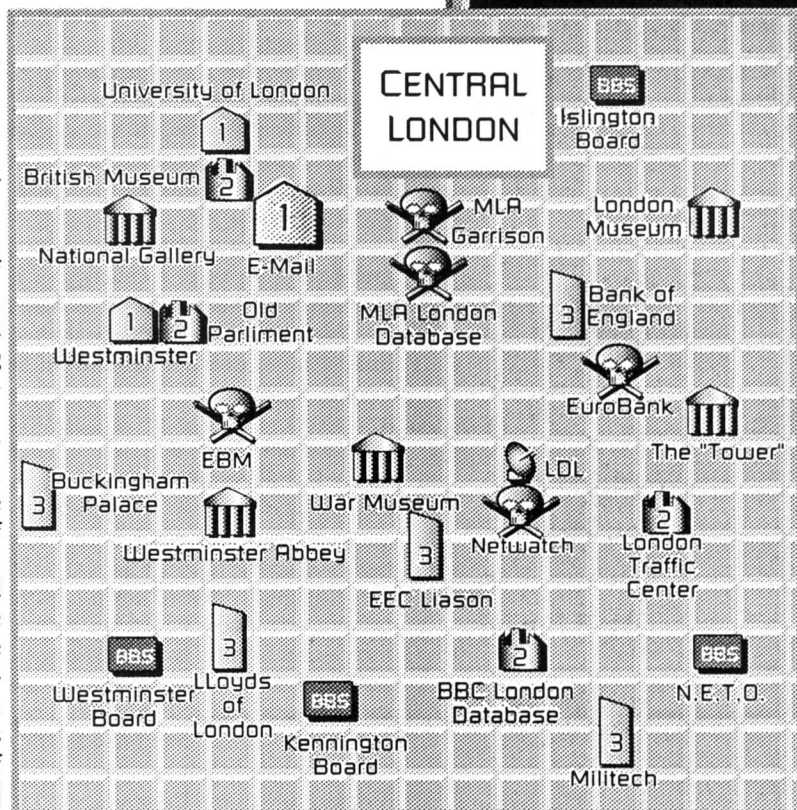 CENTRAL
LONDON
University of London
1
BBS
Islington
Board
British Museum
2
National Gallery
1
E-Mail
MLA
Garrison
London
Museum
MLA London
Database
3
Bank of
England
1
2
Old
Parliment
Westminster
EuroBank
The "Tower"
EBM
3
Buckingham
Palace
War Museum
LDL
Netwatch
2
London
Traffic
Center
Westminster Abbey
3
EEC Liason
BBS
Westminster
Board
3
LLoyds
of
London
BBS
Kennington
Board
2
BBC London
Database
BBS
N.E.T.O.
3
Militech